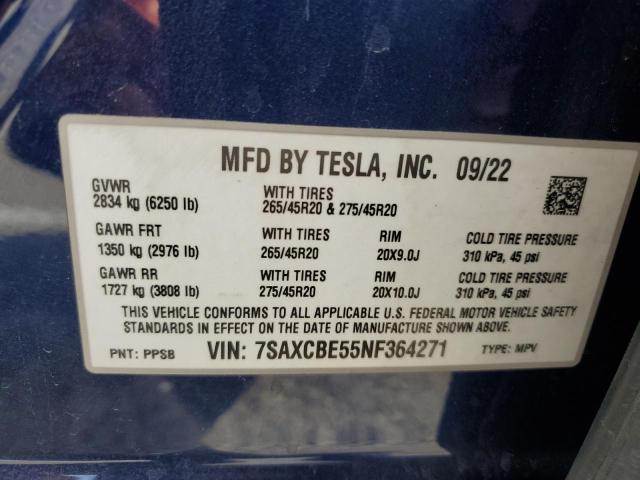 MFD BY TESLA, INC. 09/22
GVWR
2834 kg (6250 lb)
WITH TIRES
265/45R20 & 275/45R20
GAWR FRT
1350 kg (2976 lb)
WITH TIRES
265/45R20
RIM
20X9.0J
COLD TIRE PRESSURE
310 kPa, 45 psi
GAWR RR
1727 kg (3808 lb)
WITH TIRES
275/45R20
RIM
20X10.0J
COLD TIRE PRESSURE
310 kPa, 45 psi
THIS VEHICLE CONFORMS TO ALL APPLICABLE U.S. FEDERAL MOTOR VEHICLE SAFETY
STANDARDS IN EFFECT ON THE DATE OF MANUFACTURE SHOWN ABOVE.
PNT: PPSB VIN: 7SAXCBE55NF364271 TYPE: MPV